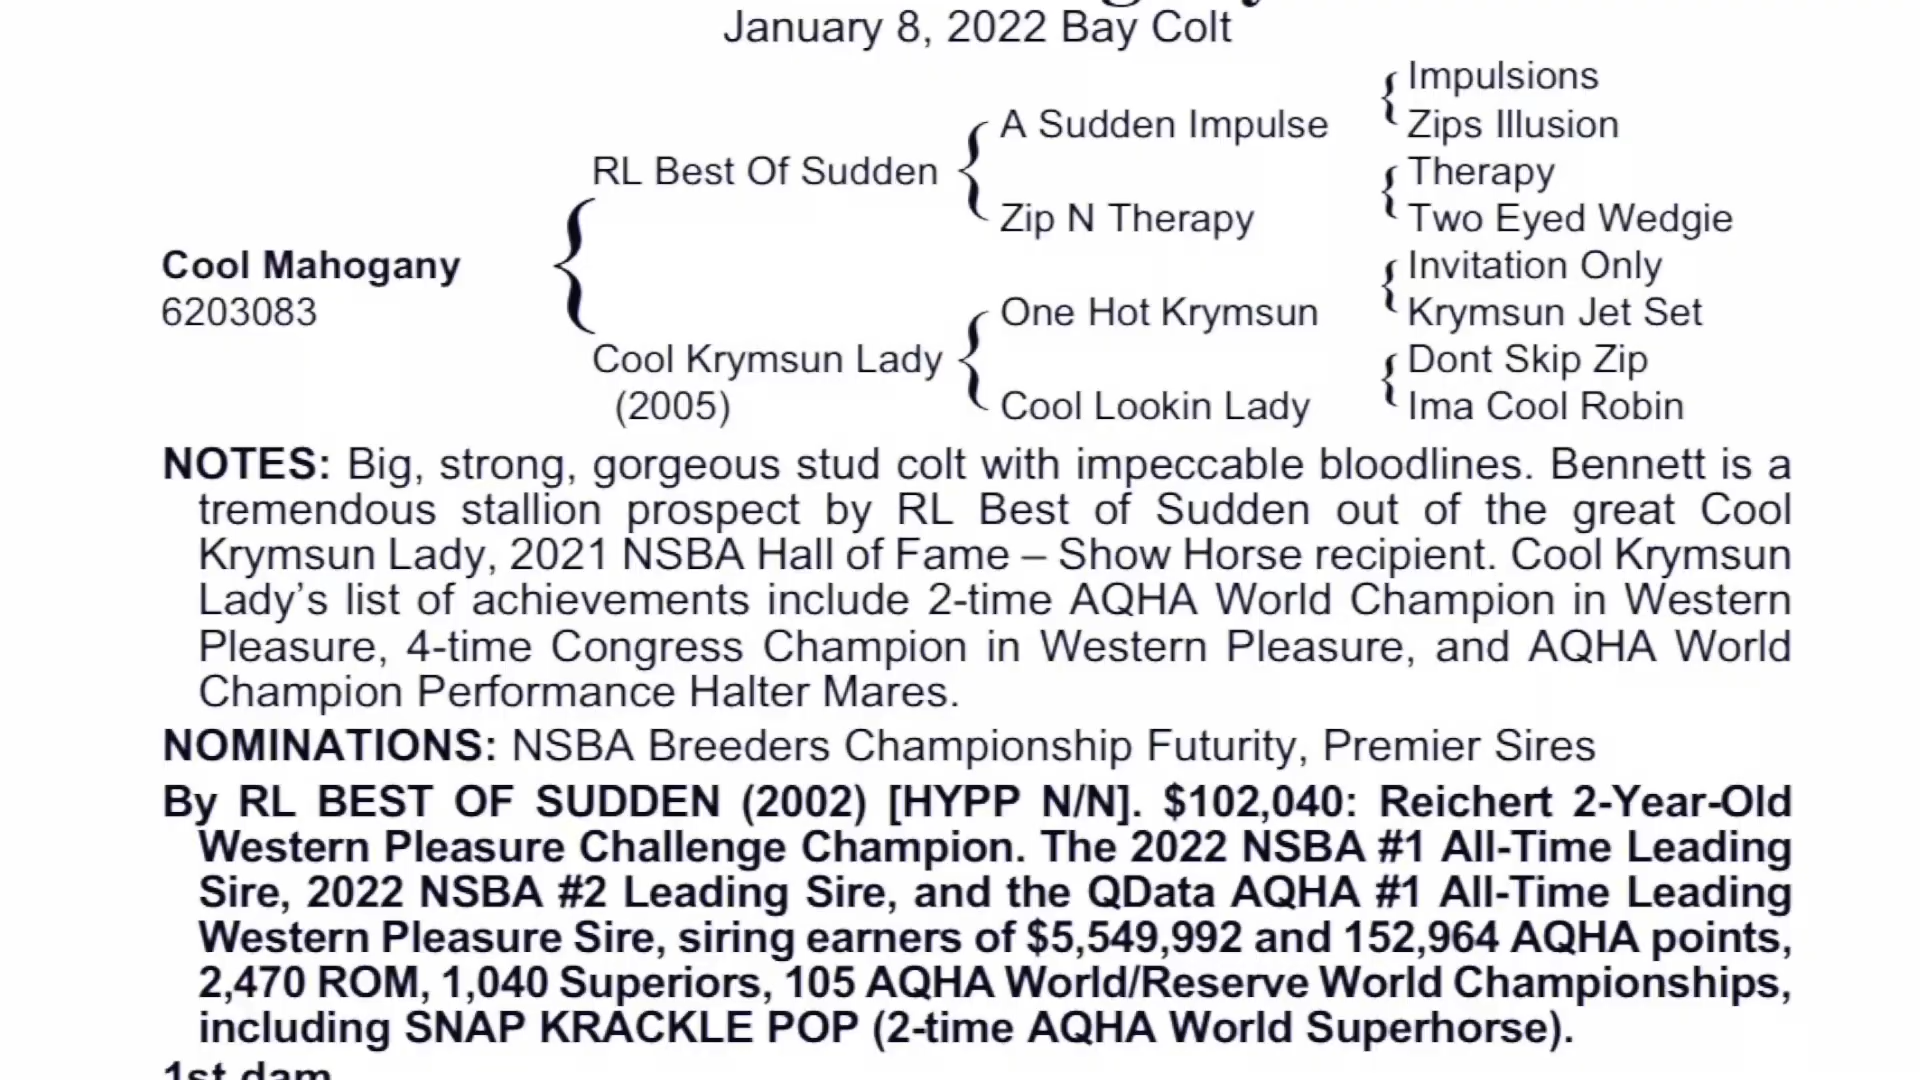 January 8, 2022 Bay Colt
Impulsions
A Sudden Impulse
Zips Illusion
RL Best Of Sudden
Therapy
Zip N Therapy
Two Eyed Wedgie
Cool Mahogany
6203083
Invitation Only
One Hot Krymsun
Krymsun Jet Set
Cool Krymsun Lady
(2005)
Dont Skip Zip
Cool Lookin Lady
Ima Cool Robin
NOTES: Big, strong, gorgeous stud colt with impeccable bloodlines. Bennett is a
tremendous stallion prospect by RL Best of Sudden out of the great Cool
Krymsun Lady, 2021 NSBA Hall of Fame – Show Horse recipient. Cool Krymsun
Lady’s list of achievements include 2-time AQHA World Champion in Western
Pleasure, 4-time Congress Champion in Western Pleasure, and AQHA World
Champion Performance Halter Mares.
NOMINATIONS: NSBA Breeders Championship Futurity, Premier Sires
By RL BEST OF SUDDEN (2002) [HYPP N/N]. $102,040: Reichert 2-Year-Old
Western Pleasure Challenge Champion. The 2022 NSBA #1 All-Time Leading
Sire, 2022 NSBA #2 Leading Sire, and the QData AQHA #1 All-Time Leading
Western Pleasure Sire, siring earners of $5,549,992 and 152,964 AQHA points,
2,470 ROM, 1,040 Superiors, 105 AQHA World/Reserve World Championships,
including SNAP KRACKLE POP (2-time AQHA World Superhorse).
1st dam